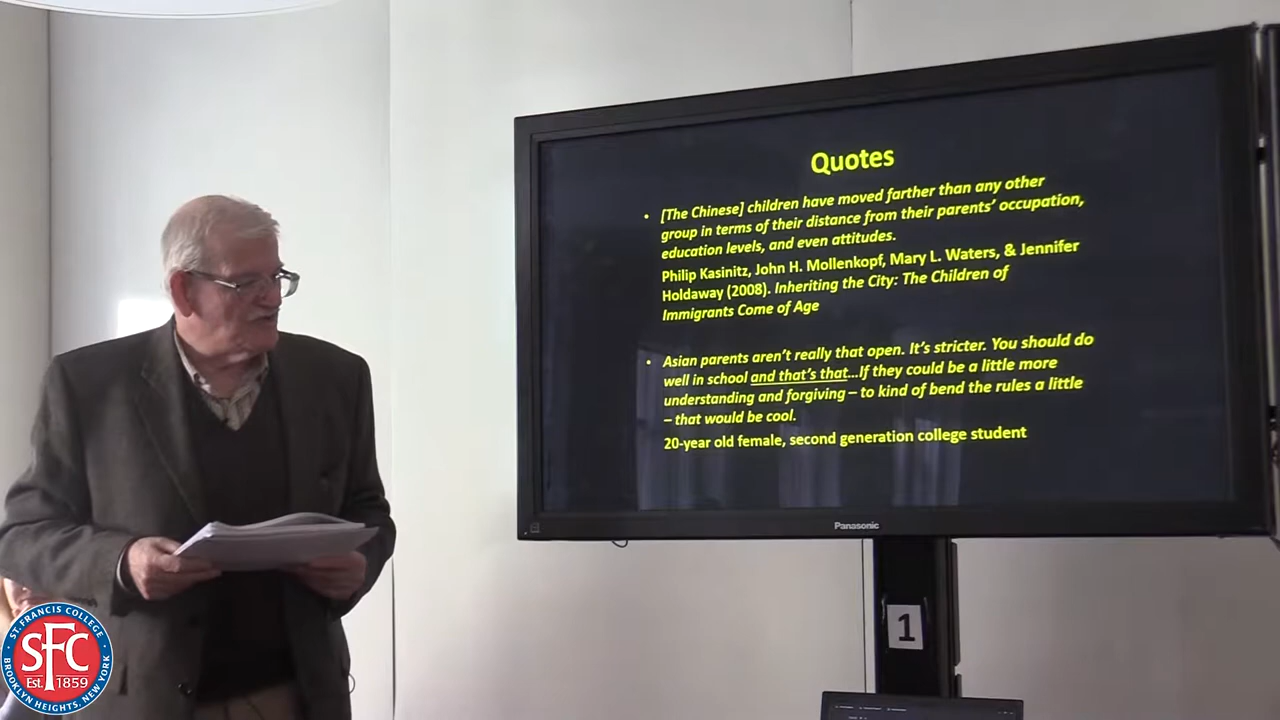 Quotes
• [The Chinese] children have moved farther than any other
group in terms of their distance from their parents' occupation,
education levels, and even attitudes.
Philip Kasinitz, John H. Mollenkopf, Mary L. Waters, & Jennifer
Holdaway (2008). Inheriting the City: The Children of
Immigrants Come of Age
• Asian parents aren't really that open. It's stricter. You should do
well in school and that's that...If they could be a little more
understanding and forgiving – to kind of bend the rules a little
– that would be cool.
20-year old female, second generation college student
Panasonic
1
ST. FRANCIS COLLEGE
SFC
Est. 1859
BROOKLYN HEIGHTS, NEW YORK